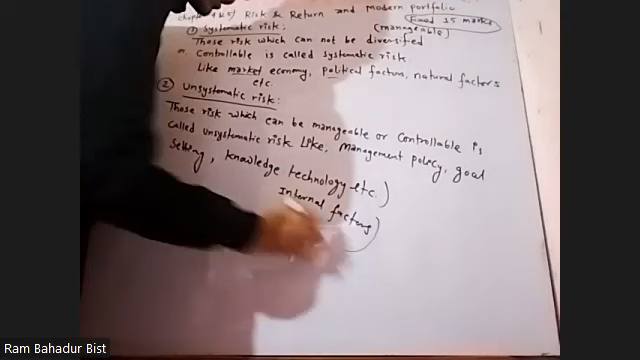 chapter 4 & 5) Risk & Return and modern portfolio
Fixed 15 marks
① Systematic risk: (manageable)
Those risk which can not be diversified
or Controllable is called systematic risk.
Like market economy, political factors, natural factors
etc.
② Unsystematic risk:
Those risk which can be manageable or controllable is
called unsystematic risk Like, management policy, goal
Setting, knowledge technology etc.)
Internal factors)
Ram Bahadur Bist